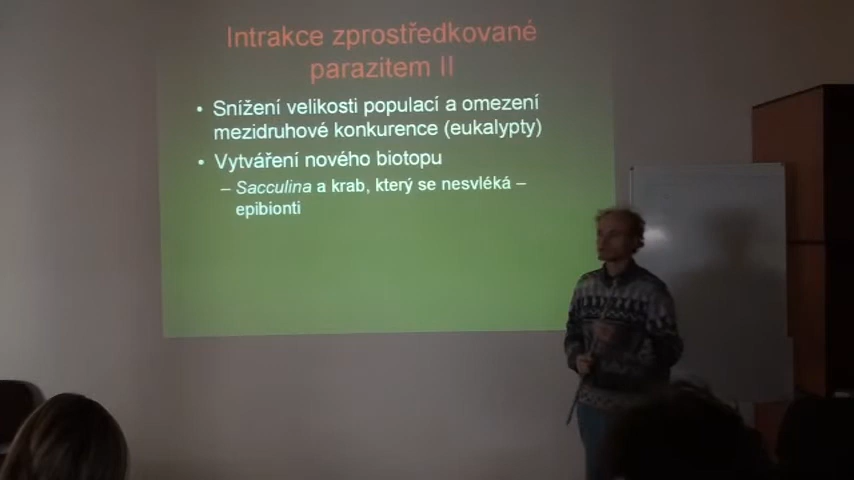 Intrakce zprostředkované
parazitem II
• Snížení velikosti populací a omezení
mezidruhové konkurence (eukalypty)
• Vytváření nového biotopu
– Sacculina a krab, který se nesvléká –
epibionti